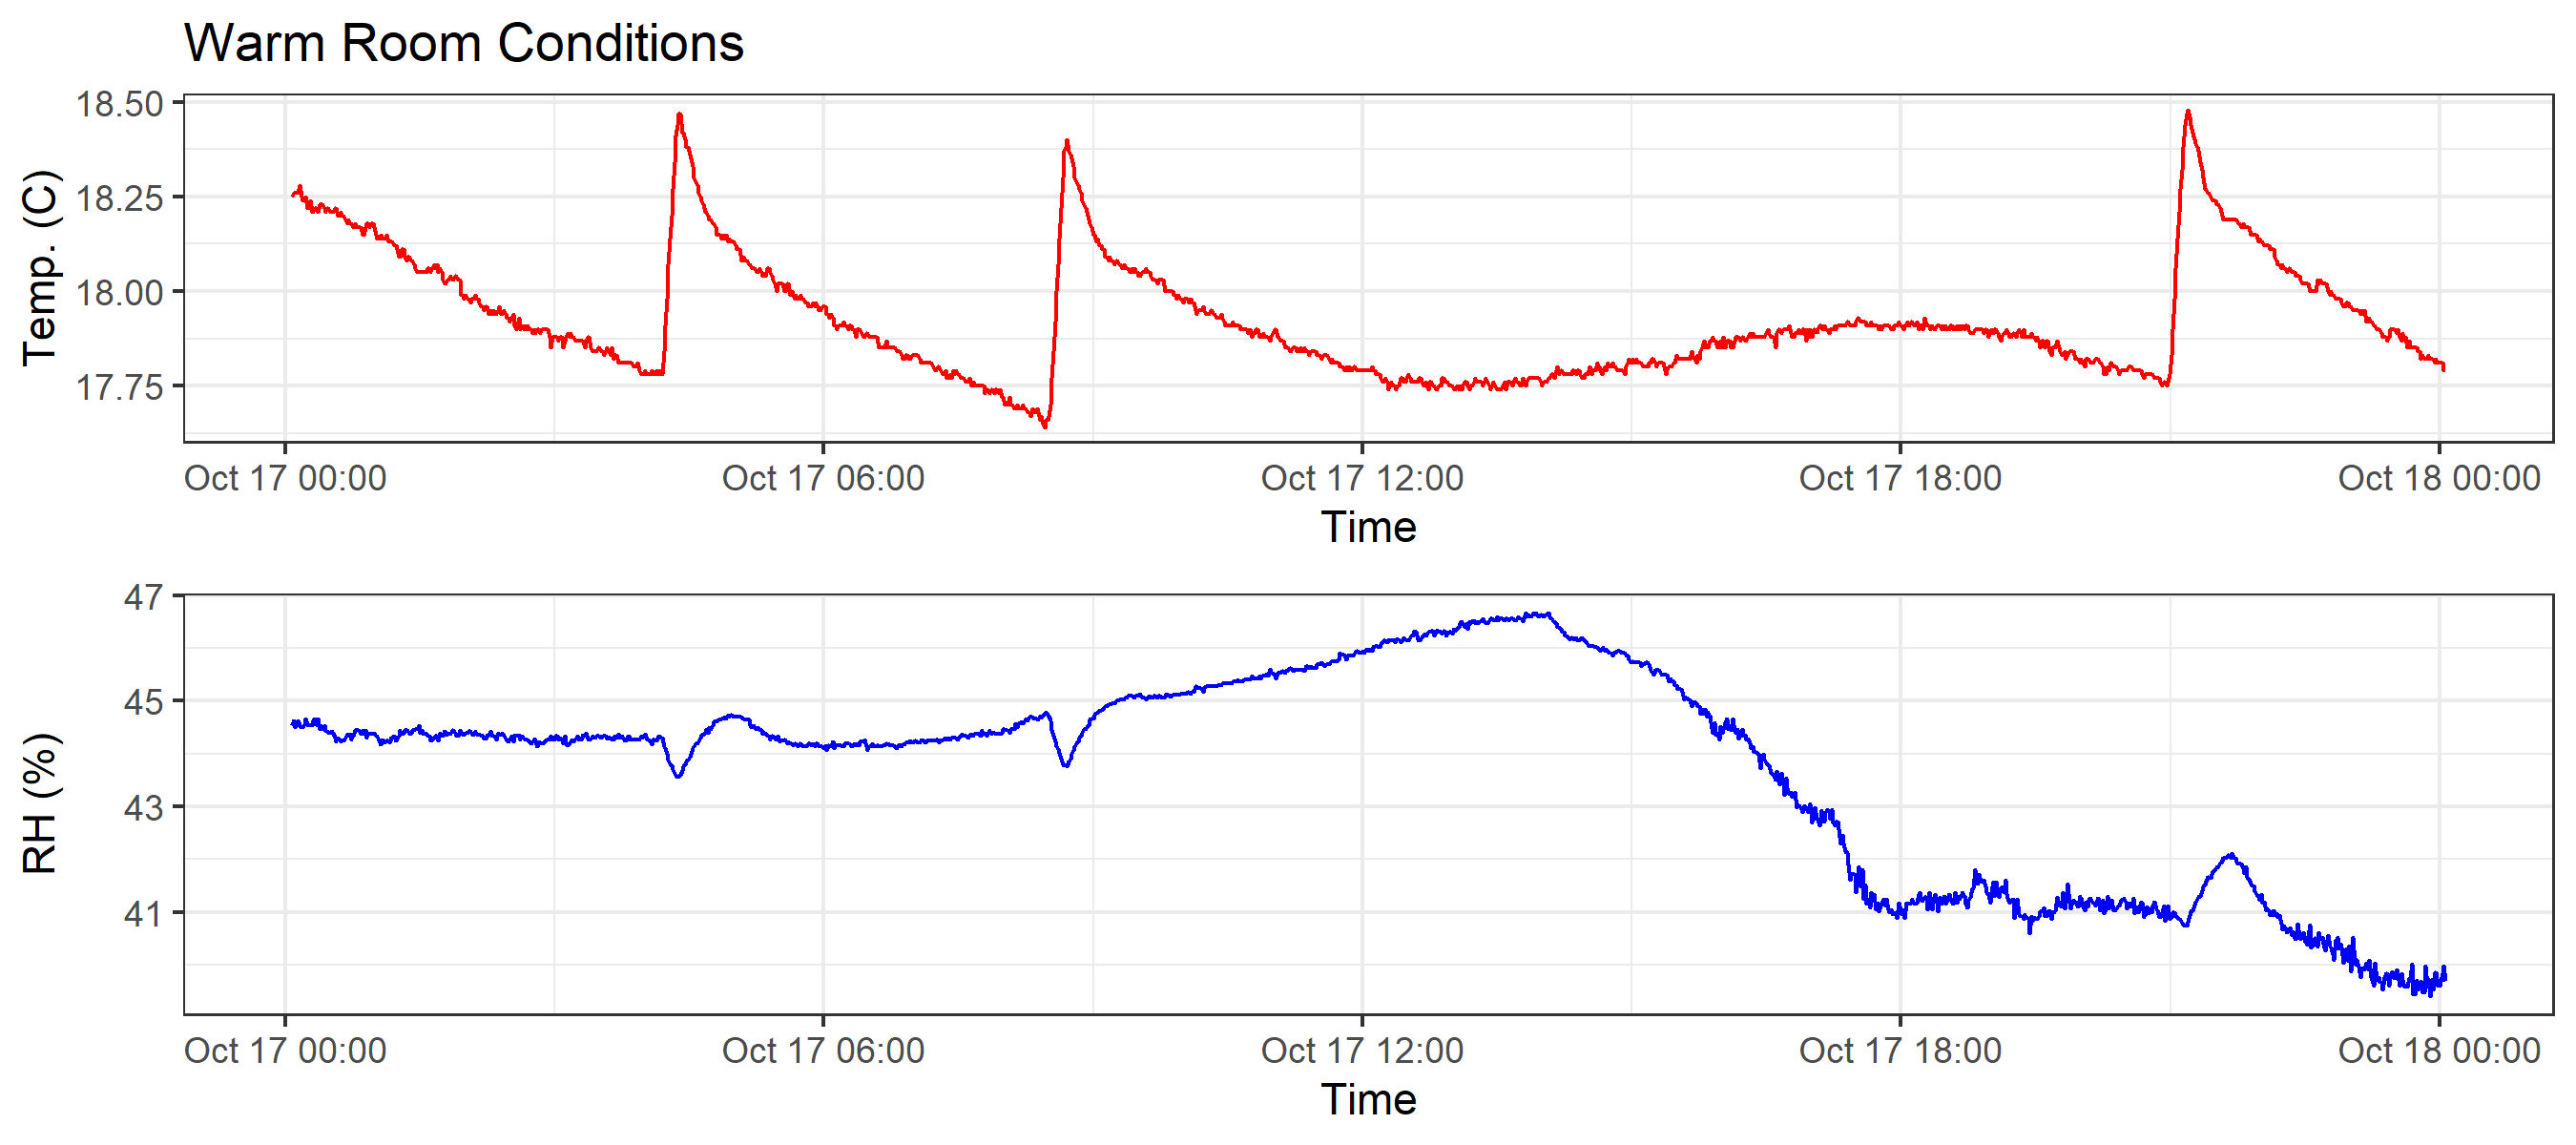 Warm Room Conditions
Temp. (C)
18.50
18.25
18.00
17.75
Oct 17 00:00 Oct 17 06:00 Oct 17 12:00 Oct 17 18:00 Oct 18 00:00
Time
RH (%)
47
45
43
41
Oct 17 00:00 Oct 17 06:00 Oct 17 12:00 Oct 17 18:00 Oct 18 00:00
Time